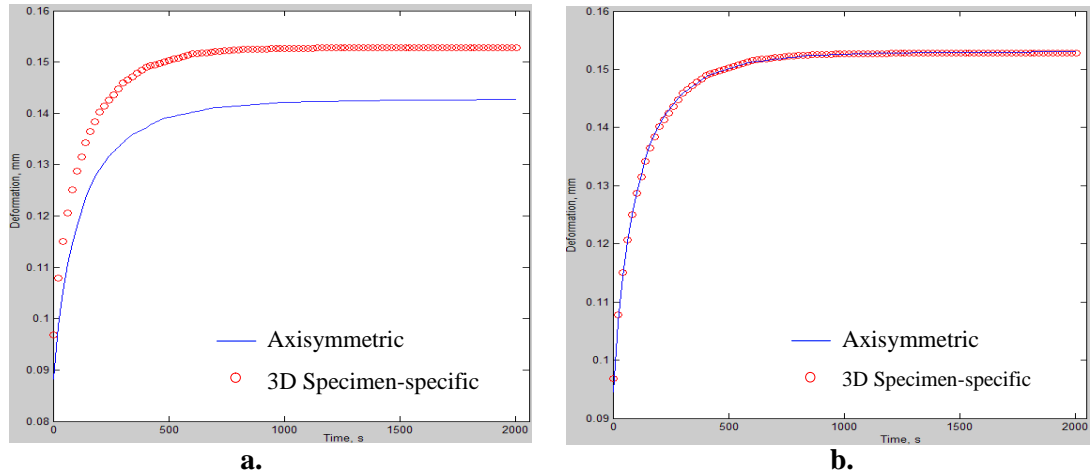 0.16
0.15
0.14
0.13
0.12
0.11
0.1
0.09
0.08
Deformation, mm
0
500
1000
1500
2000
Time, s
Axisymmetric
3D Specimen-specific
a.
0.16
0.15
0.14
0.13
0.12
0.11
0.1
0.09
Deformation, mm
0
500
1000
1500
2000
Time, s
Axisymmetric
3D Specimen-specific
b.